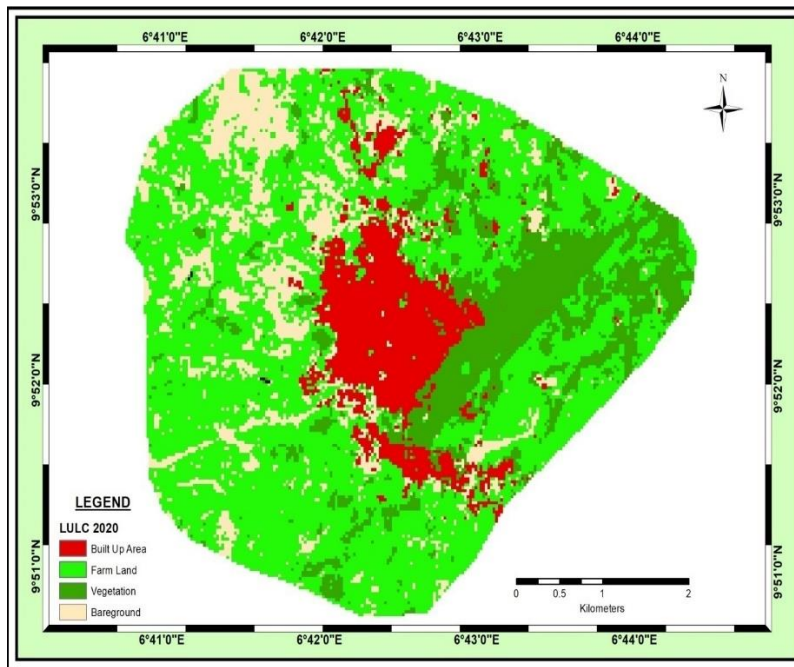 6°41'0"E 6°42'0"E 6°43'0"E 6°44'0"E
N
9°53'0"N 9°53'0"N
9°52'0"N 9°52'0"N
9°51'0"N 9°51'0"N
LEGEND
LULC 2020
Built Up Area
Farm Land
Vegetation
Bareground
0 0.5 1 2
Kilometers
6°41'0"E 6°42'0"E 6°43'0"E 6°44'0"E